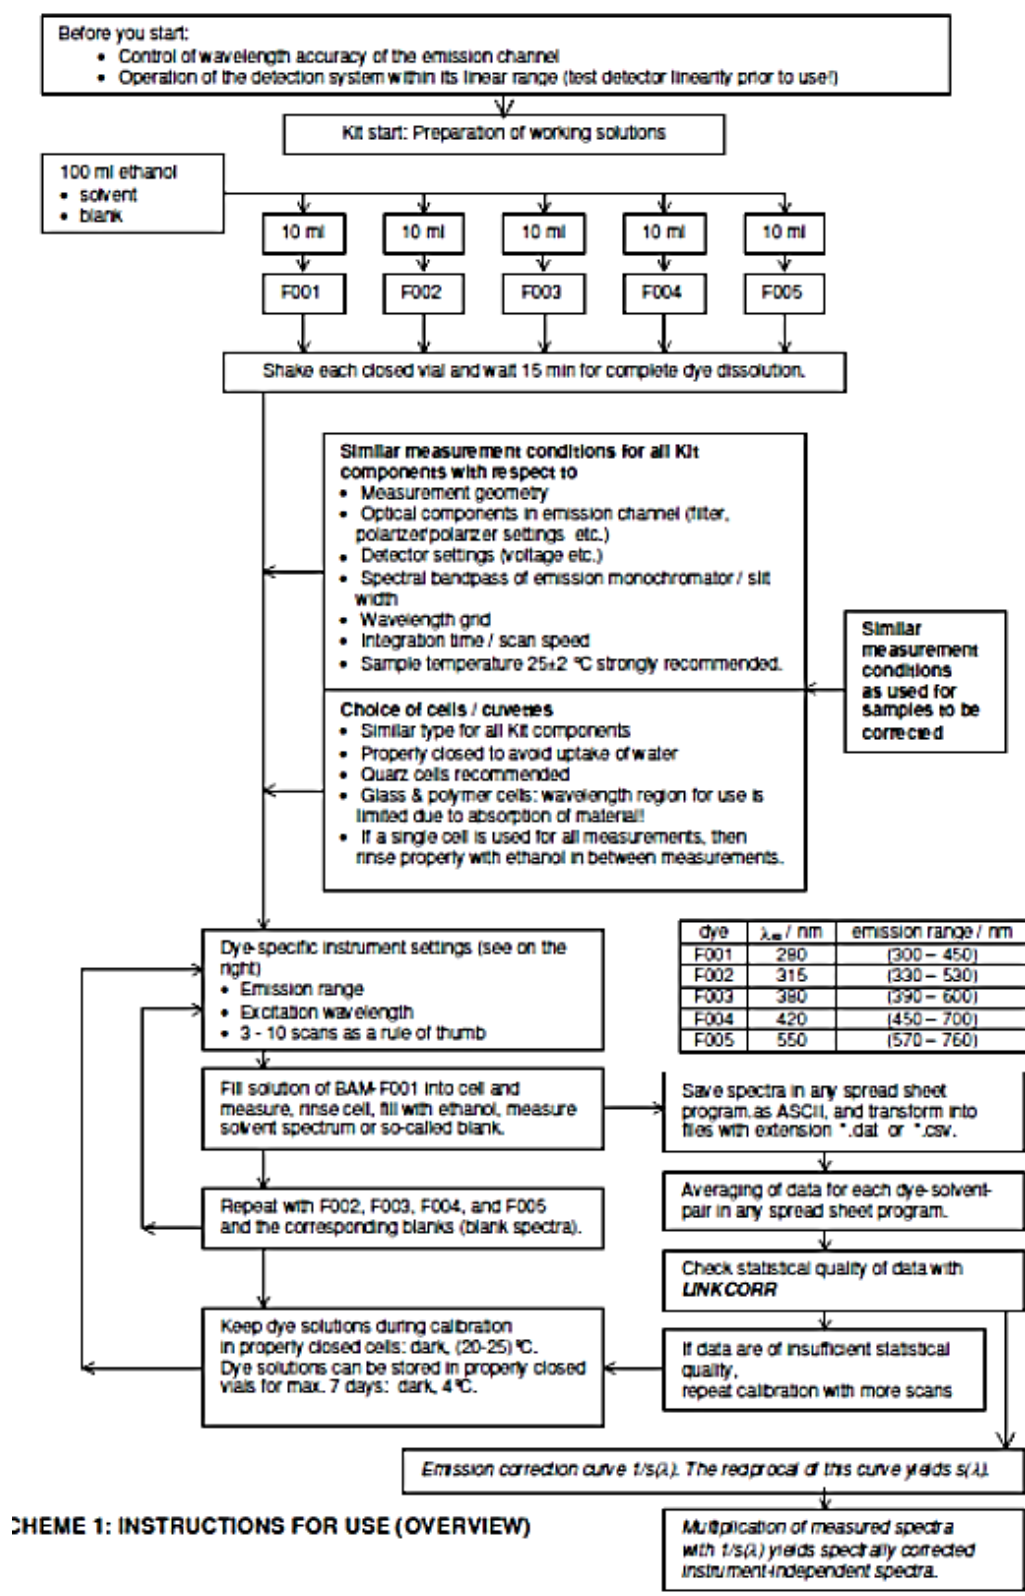 Before you start:
• Control of wavelength accuracy of the emission channel
• Operation of the detection system within its linear range (test detector linearity prior to use!)
Kit start: Preparation of working solutions
100 ml ethanol
• solvent
• blank
10 ml
10 ml
10 ml
10 ml
10 ml
F001
F002
F003
F004
F005
Shake each closed vial and wait 15 min for complete dye dissolution.
Similar measurement conditions for all Kit
components with respect to
• Measurement geometry
• Optical components in emission channel (filter,
polarizer/polarizer settings etc.)
• Detector settings (voltage etc.)
• Spectral bandpass of emission monochromator / slit
width
• Wavelength grid
• Integration time / scan speed
• Sample temperature 25±2 °C strongly recommended.
Similar
measurement
conditions
as used for
samples to be
corrected
Choice of cells / cuvettes
• Similar type for all Kit components
• Properly closed to avoid uptake of water
• Quarz cells recommended
• Glass & polymer cells: wavelength region for use is
limited due to absorption of material!
• If a single cell is used for all measurements, then
rinse properly with ethanol in between measurements.
Dye-specific instrument settings (see on the
right)
• Emission range
• Excitation wavelength
• 3 - 10 scans as a rule of thumb
dye λex / nm emission range / nm
F001 280 (300 – 450)
F002 315 (330 – 530)
F003 380 (390 – 600)
F004 420 (450 – 700)
F005 550 (570 – 760)
Fill solution of BAM-F001 into cell and
measure, rinse cell, fill with ethanol, measure
solvent spectrum or so-called blank.
Save spectra in any spread sheet
program.as ASCII, and transform into
files with extension *.dat or *.csv.
Repeat with F002, F003, F004, and F005
and the corresponding blanks (blank spectra).
Averaging of data for each dye-solvent-
pair in any spread sheet program.
Check statistical quality of data with
LINKCORR
Keep dye solutions during calibration
in properly closed cells: dark, (20-25) °C.
Dye solutions can be stored in properly closed
vials for max. 7 days: dark, 4 °C.
If data are of insufficient statistical
quality,
repeat calibration with more scans
Emission correction curve 1/s(λ). The reciprocal of this curve yields s(λ).
CHEME 1: INSTRUCTIONS FOR USE (OVERVIEW)
Multiplication of measured spectra
with 1/s(λ) yields spectrally corrected
instrument-independent spectra.